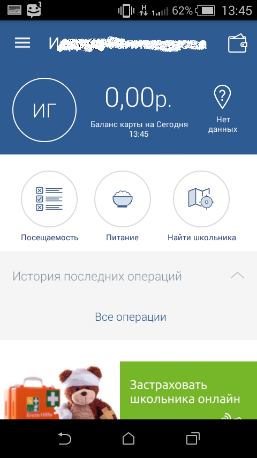 62% 13:45
И
ИГ
0,00р.
Баланс карты на Сегодня
13:45
Нет
данных
Посещаемость
Питание
Найти школьника
История последних операций
Все операции
Застраховать
школьника онлайн